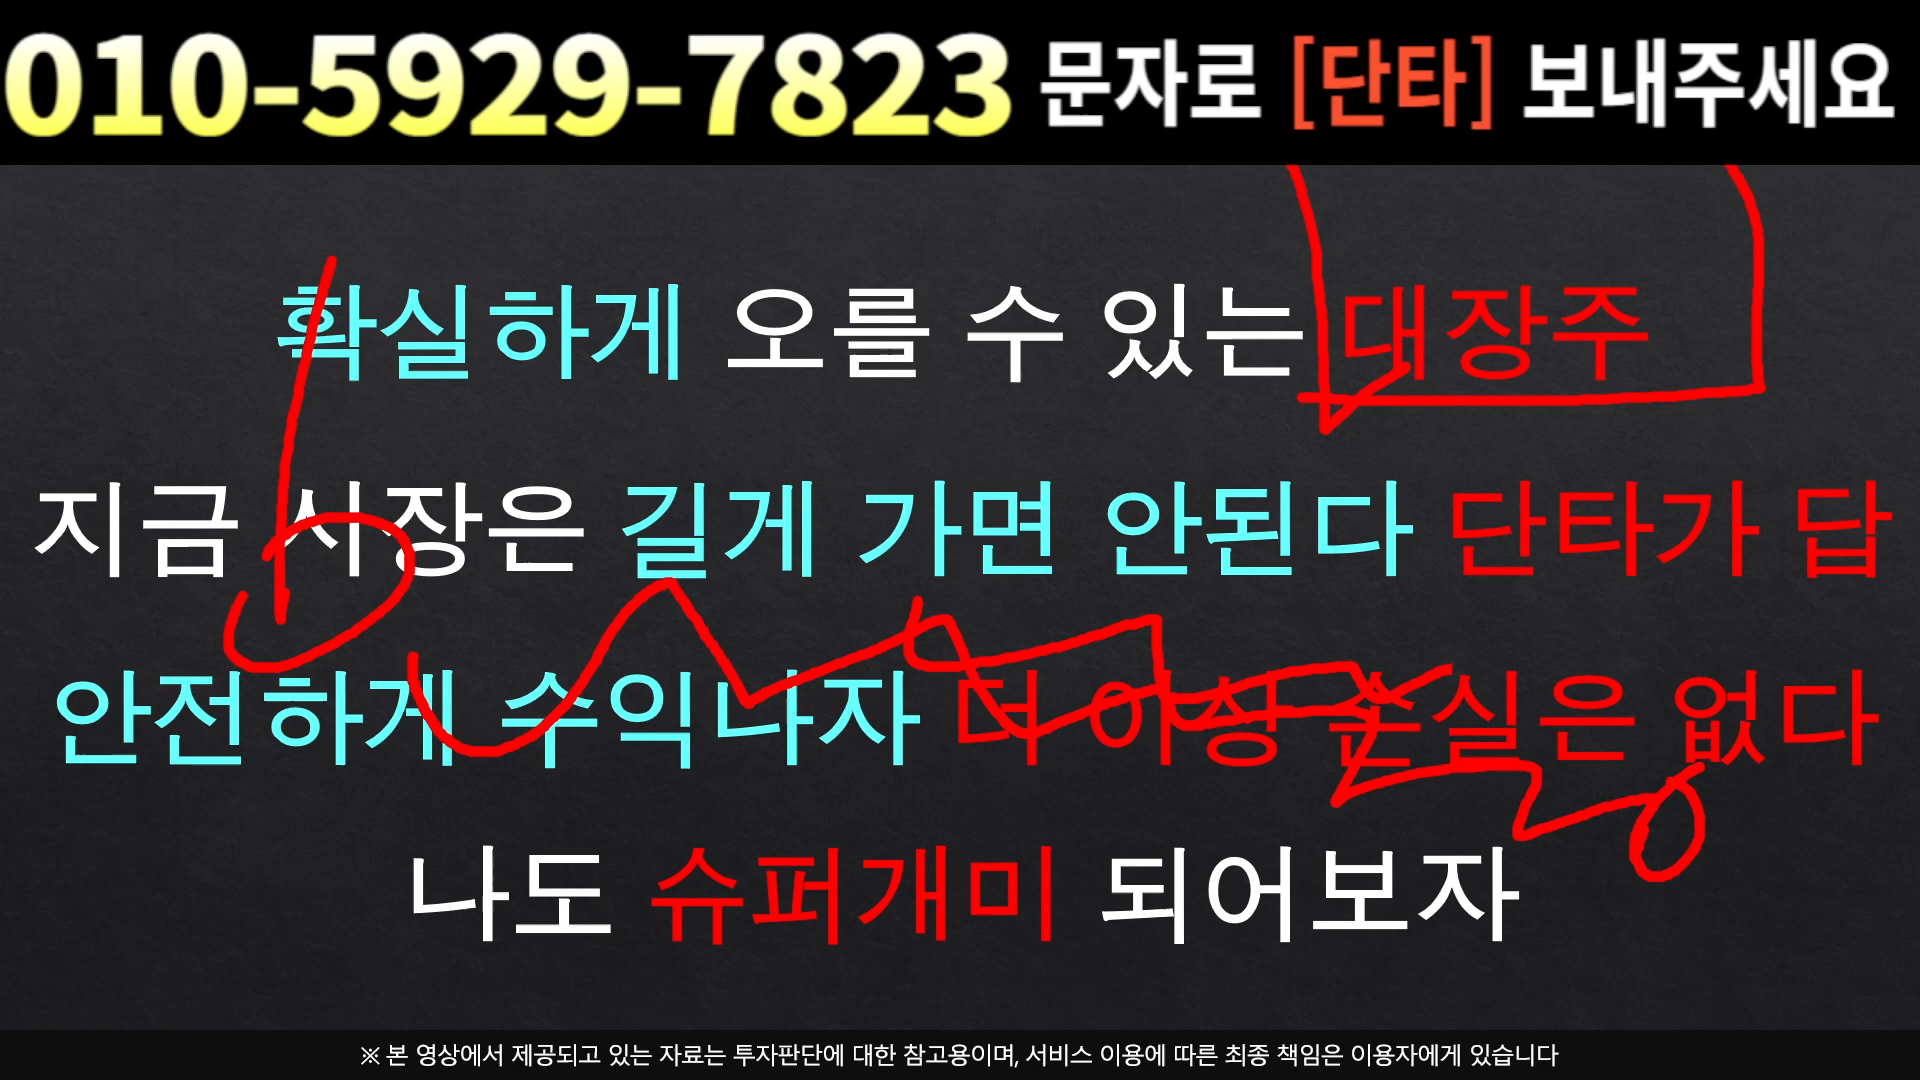 010-5929-7823 문자로 [단타] 보내주세요
확실하게 오를 수 있는 대장주
지금 시장은 길게 가면 안된다 단타가 답
안전하게 수익나자 더 이상 손실은 없다
나도 슈퍼개미 되어보자
※ 본 영상에서 제공되고 있는 자료는 투자판단에 대한 참고용이며, 서비스 이용에 따른 최종 책임은 이용자에게 있습니다